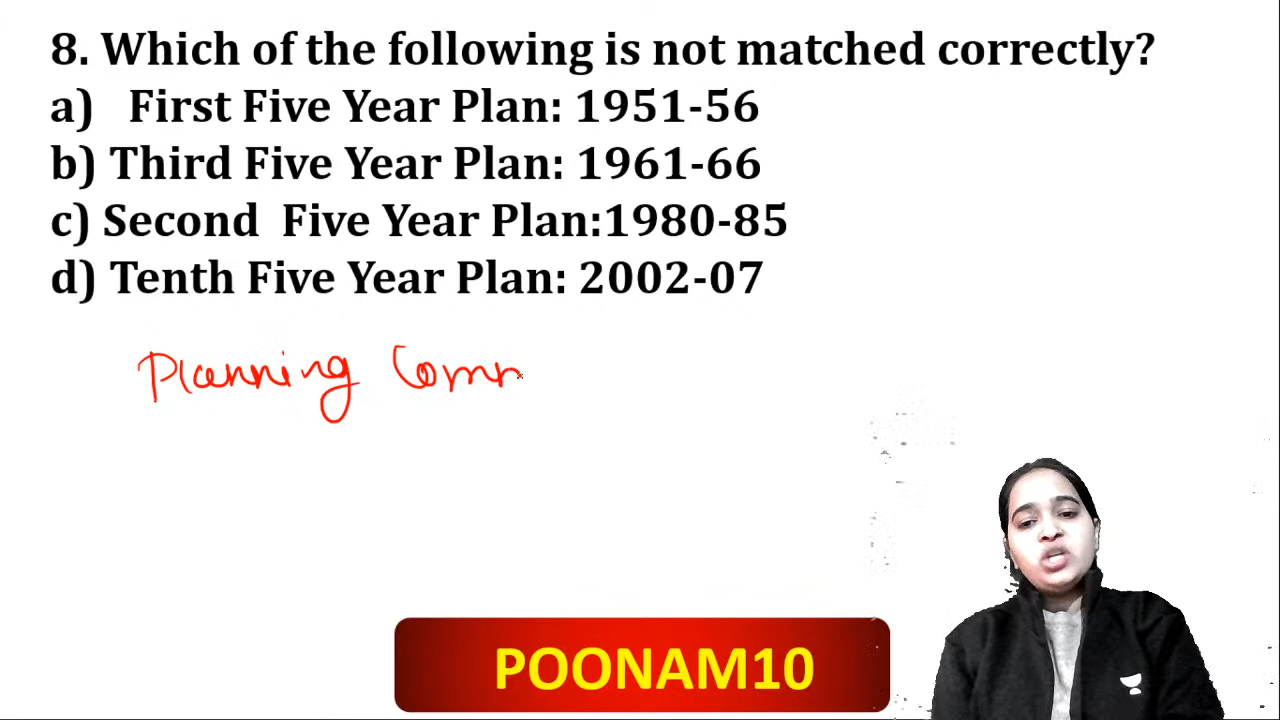 8. Which of the following is not matched correctly?
a) First Five Year Plan: 1951-56
b) Third Five Year Plan: 1961-66
c) Second Five Year Plan:1980-85
d) Tenth Five Year Plan: 2002-07
Planning Comm
POONAM10